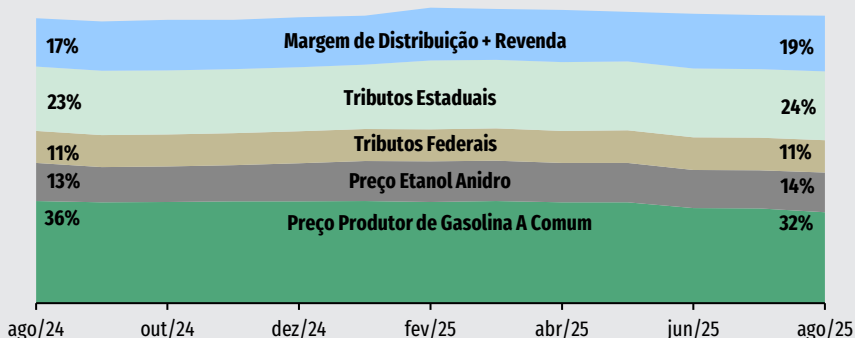 17% Margem de Distribuição + Revenda 19%
23% Tributos Estaduais 24%
11% Tributos Federais 11%
13% Preço Etanol Anidro 14%
36% Preço Produtor de Gasolina A Comum 32%
ago/24 out/24 dez/24 fev/25 abr/25 jun/25 ago/25